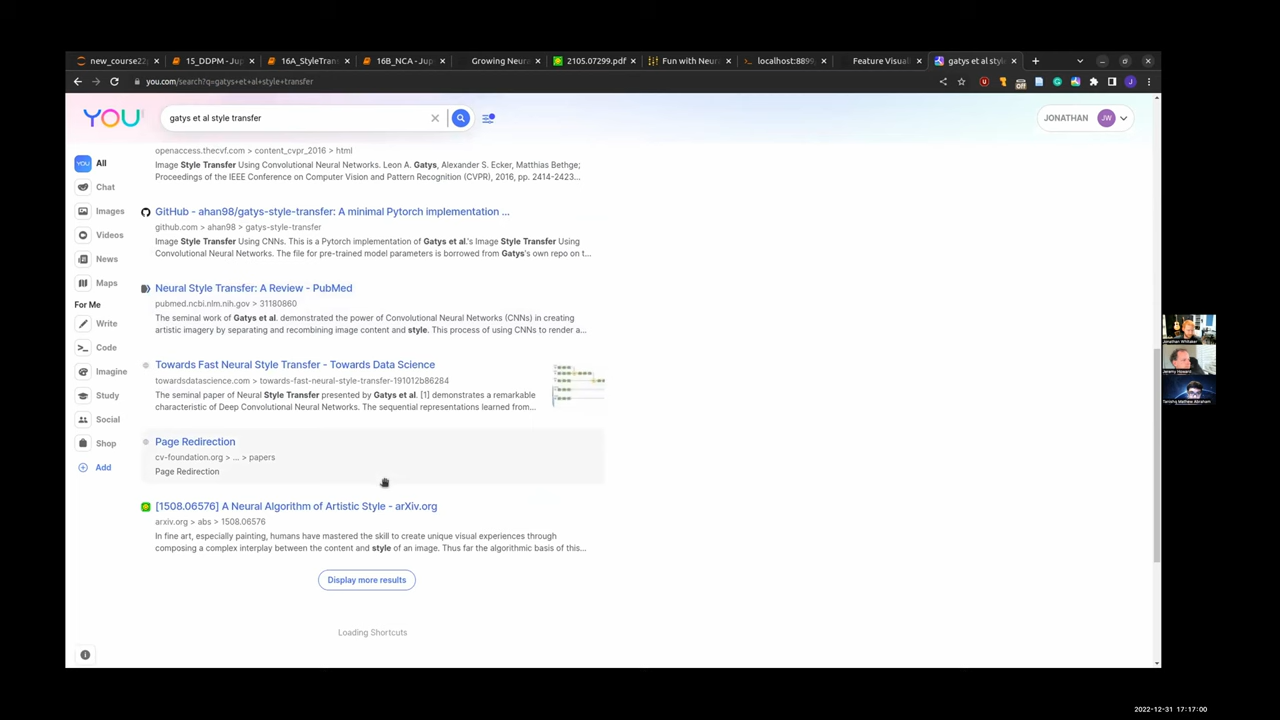 new_course22
15_DDPM - Jup
16A_StyleTran
16B_NCA - Jup
Growing Neura
2105.07299.pdf
Fun with Neur
localhost:8899
Feature Visual
gatys et al sty
you.com/search?q=gatys+et+al+style+transfer
YOU
gatys et al style transfer
JONATHAN
JW
YOU
All
Chat
Images
Videos
News
Maps
For Me
Write
Code
Imagine
Study
Social
Shop
Add
openaccess.thecvf.com > content_cvpr_2016 > html
Image Style Transfer Using Convolutional Neural Networks. Leon A. Gatys, Alexander S. Ecker, Matthias Bethge;
Proceedings of the IEEE Conference on Computer Vision and Pattern Recognition (CVPR), 2016, pp. 2414-2423...
GitHub - ahan98/gatys-style-transfer: A minimal Pytorch implementation ...
github.com > ahan98 > gatys-style-transfer
Image Style Transfer Using CNNs. This is a Pytorch implementation of Gatys et al.'s Image Style Transfer Using
Convolutional Neural Networks. The file for pre-trained model parameters is borrowed from Gatys's own repo on t...
Neural Style Transfer: A Review - PubMed
pubmed.ncbi.nlm.nih.gov > 31180860
The seminal work of Gatys et al. demonstrated the power of Convolutional Neural Networks (CNNs) in creating
artistic imagery by separating and recombining image content and style. This process of using CNNs to render a...
Towards Fast Neural Style Transfer - Towards Data Science
towardsdatascience.com > towards-fast-neural-style-transfer-191012b86284
The seminal paper of Neural Style Transfer presented by Gatys et al. [1] demonstrates a remarkable
characteristic of Deep Convolutional Neural Networks. The sequential representations learned from...
Page Redirection
cv-foundation.org > ... > papers
Page Redirection
[1508.06576] A Neural Algorithm of Artistic Style - arXiv.org
arxiv.org > abs > 1508.06576
In fine art, especially painting, humans have mastered the skill to create unique visual experiences through
composing a complex interplay between the content and style of an image. Thus far the algorithmic basis of this...
Display more results
Loading Shortcuts
Jonathan Whitaker
Jeremy Howard
Tanishq Mathew Abraham
2022-12-31 17:17:00